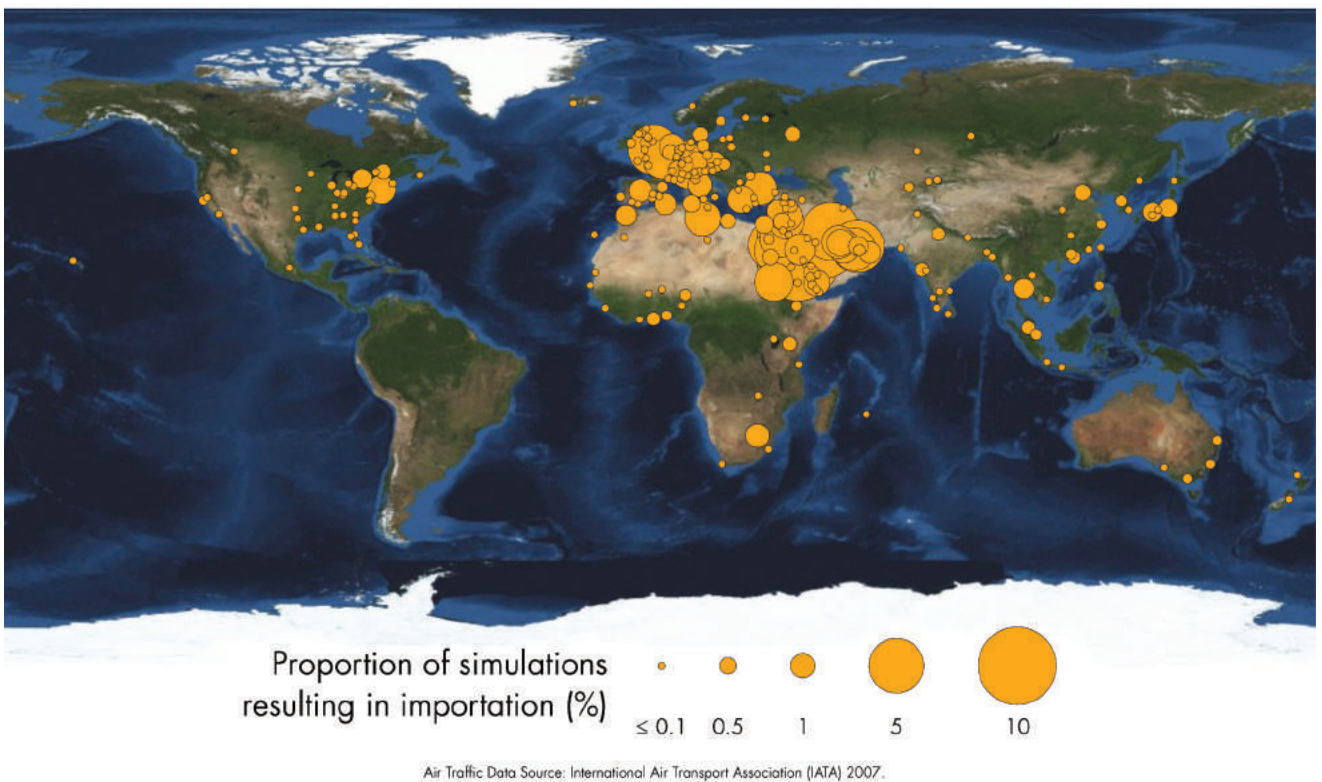 Proportion of simulations
resulting in importation (%)
≤ 0.1 0.5 1 5 10
Air Traffic Data Source: International Air Transport Association (IATA) 2007.